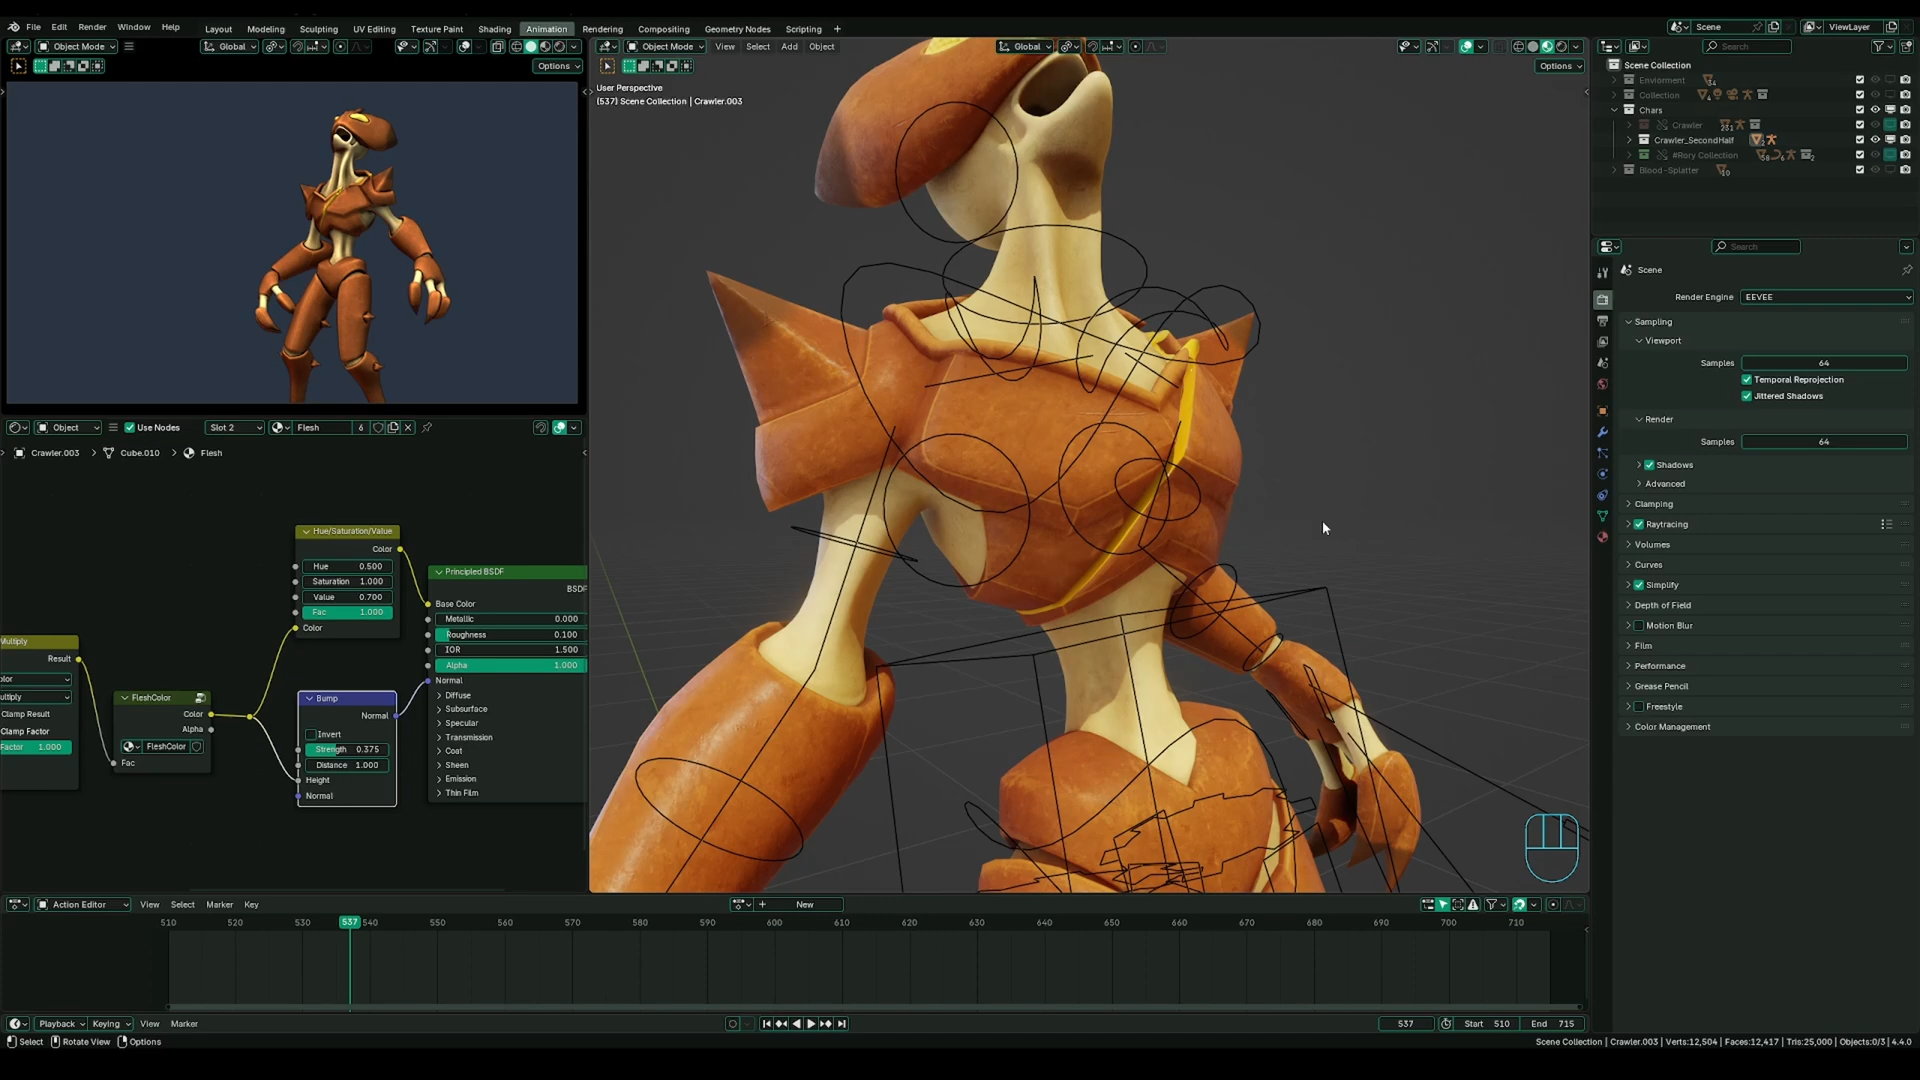 File Edit Render Window Help Layout Modeling Sculpting UV Editing Texture Paint Shading Animation Rendering Compositing Geometry Nodes Scripting + Scene ViewLayer
Object Mode Global
Object Mode View Select Add Object Global
Search
Options
Options
User Perspective
(537) Scene Collection | Crawler.003
Scene Collection
Enviorment
Collection
Chars
Crawler
Crawler_SecondHalf
#Rory Collection
Blood-Splatter
Search
Scene
Render Engine EEVEE
Sampling
Viewport
Samples 64
Temporal Reprojection
Jittered Shadows
Render
Samples 64
Shadows
Advanced
Clamping
Raytracing
Volumes
Curves
Simplify
Depth of Field
Motion Blur
Film
Performance
Grease Pencil
Freestyle
Color Management
Object Use Nodes Slot 2 Flesh 6
Crawler.003 > Cube.010 > Flesh
Hue/Saturation/Value
Color
Hue 0.500
Saturation 1.000
Value 0.700
Fac 1.000
Color
Principled BSDF
BSDF
Base Color
Metallic 0.000
Roughness 0.100
IOR 1.500
Alpha 1.000
Normal
Diffuse
Subsurface
Specular
Transmission
Coat
Sheen
Emission
Thin Film
Multiply
Result
olor
ultiply
Clamp Result
Clamp Factor
Factor 1.000
FleshColor
Color
Alpha
FleshColor
Fac
Bump
Normal
Invert
Strength 0.375
Distance 1.000
Height
Normal
Action Editor View Select Marker Key + New
510 520 530 537 540 550 560 570 580 590 600 610 620 630 640 650 660 670 680 690 700 710
Playback Keying View Marker 537 Start 510 End 715
Select Rotate View Options Scene Collection | Crawler.003 | Verts:12,504 | Faces:12,417 | Tris:25,000 | Objects:0/3 | 4.4.0